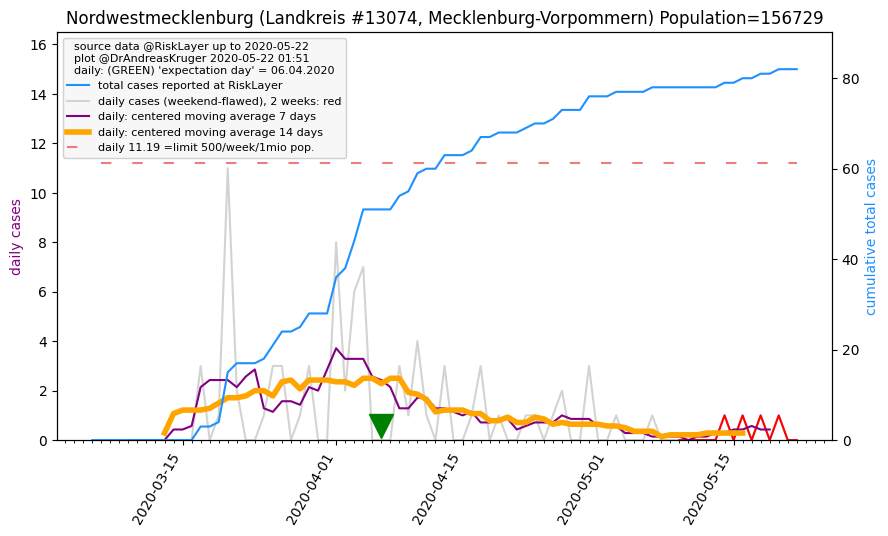 Nordwestmecklenburg (Landkreis #13074, Mecklenburg-Vorpommern) Population=156729
source data @RiskLayer up to 2020-05-22
plot @DrAndreasKruger 2020-05-22 01:51
daily: (GREEN) 'expectation day' = 06.04.2020
total cases reported at RiskLayer
daily cases (weekend-flawed), 2 weeks: red
daily: centered moving average 7 days
daily: centered moving average 14 days
daily 11.19 =limit 500/week/1mio pop.
daily cases
16
14
12
10
8
6
4
2
0
cumulative total cases
80
60
40
20
0
2020-03-15
2020-04-01
2020-04-15
2020-05-01
2020-05-15